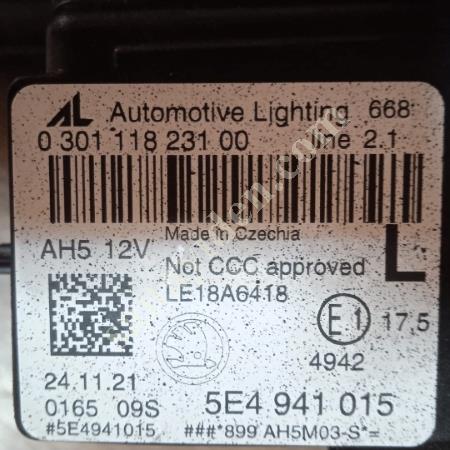 AL Automotive Lighting 668
0 301 118 231 00 line 2.1
Made in Czechia
AH5 12V
Not CCC approved
L
LE18A6418
E1 17,5
4942
24.11.21
0165 09S
5E4 941 015
#5E4941015 ###*899 AH5M03-S*=